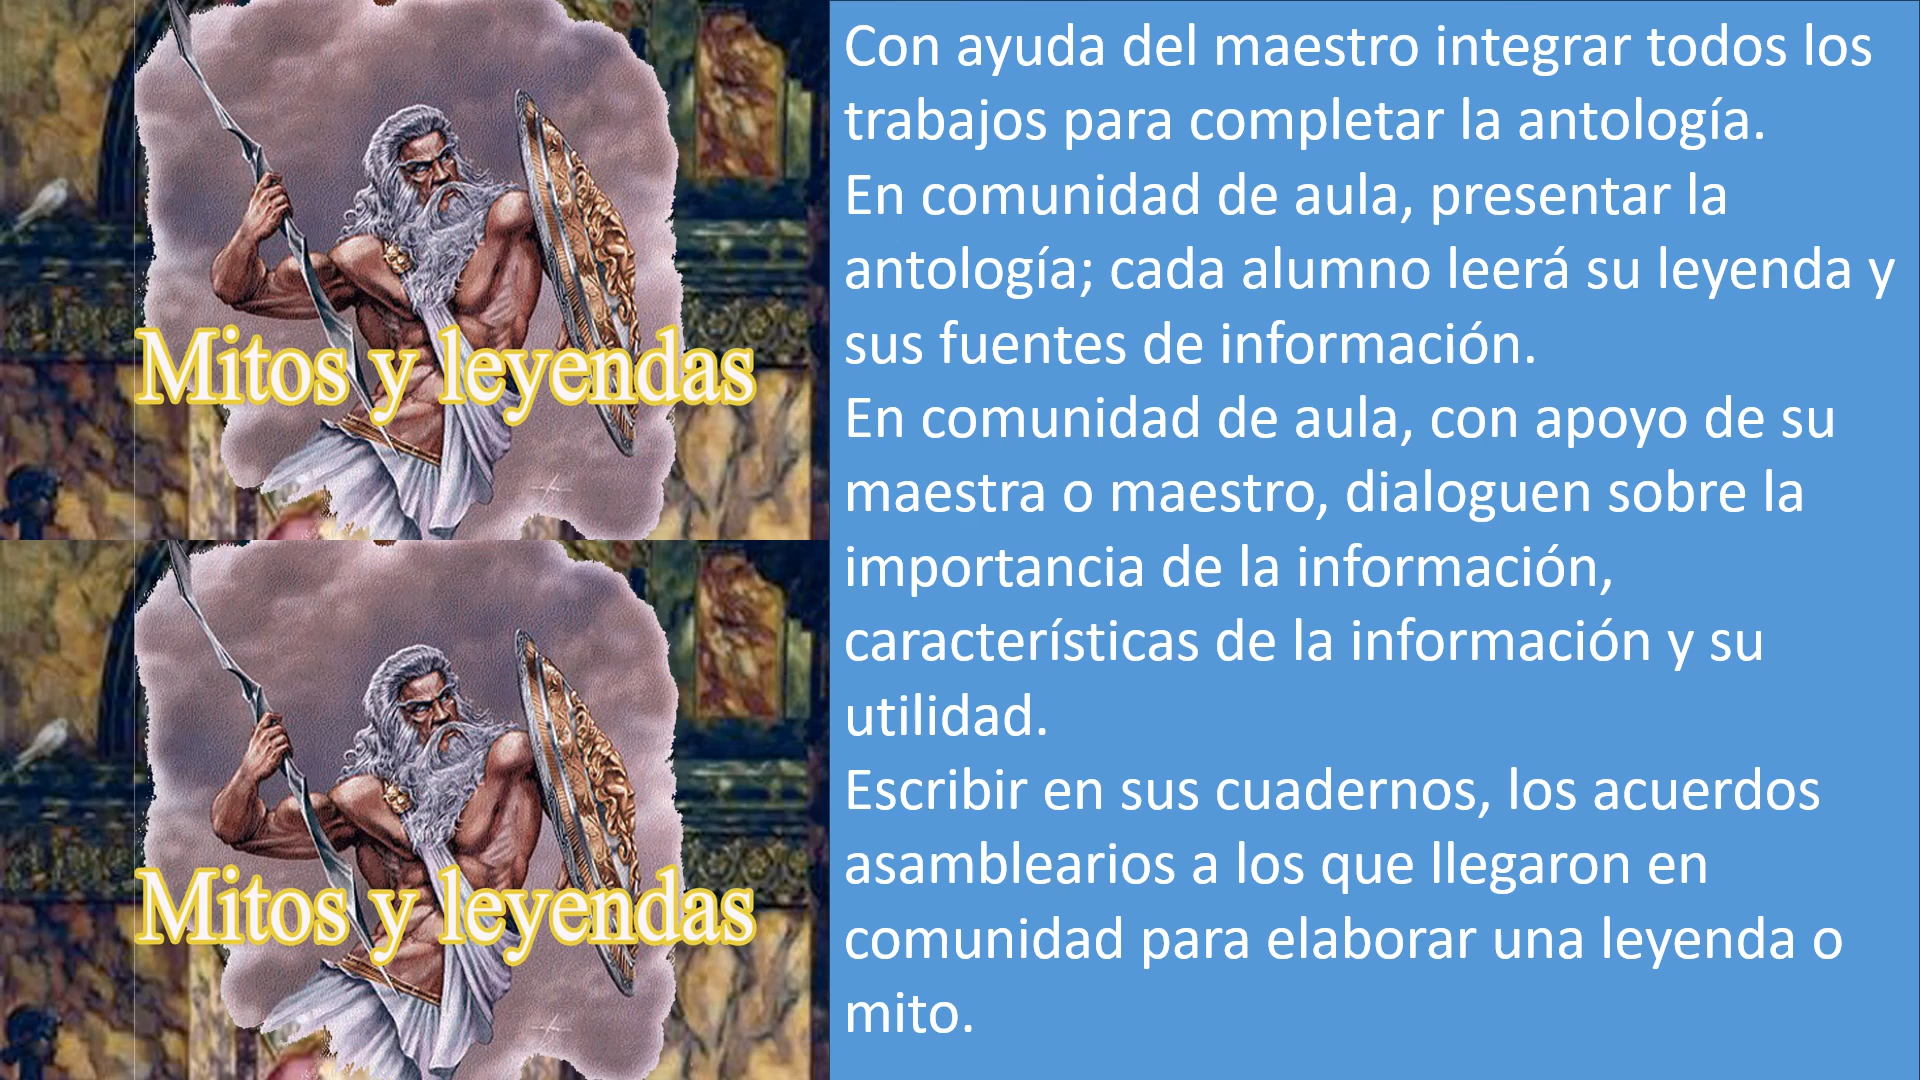 Mitos y leyendas
Mitos y leyendas
Con ayuda del maestro integrar todos los
trabajos para completar la antología.
En comunidad de aula, presentar la
antología; cada alumno leerá su leyenda y
sus fuentes de información.
En comunidad de aula, con apoyo de su
maestra o maestro, dialoguen sobre la
importancia de la información,
características de la información y su
utilidad.
Escribir en sus cuadernos, los acuerdos
asamblearios a los que llegaron en
comunidad para elaborar una leyenda o
mito.